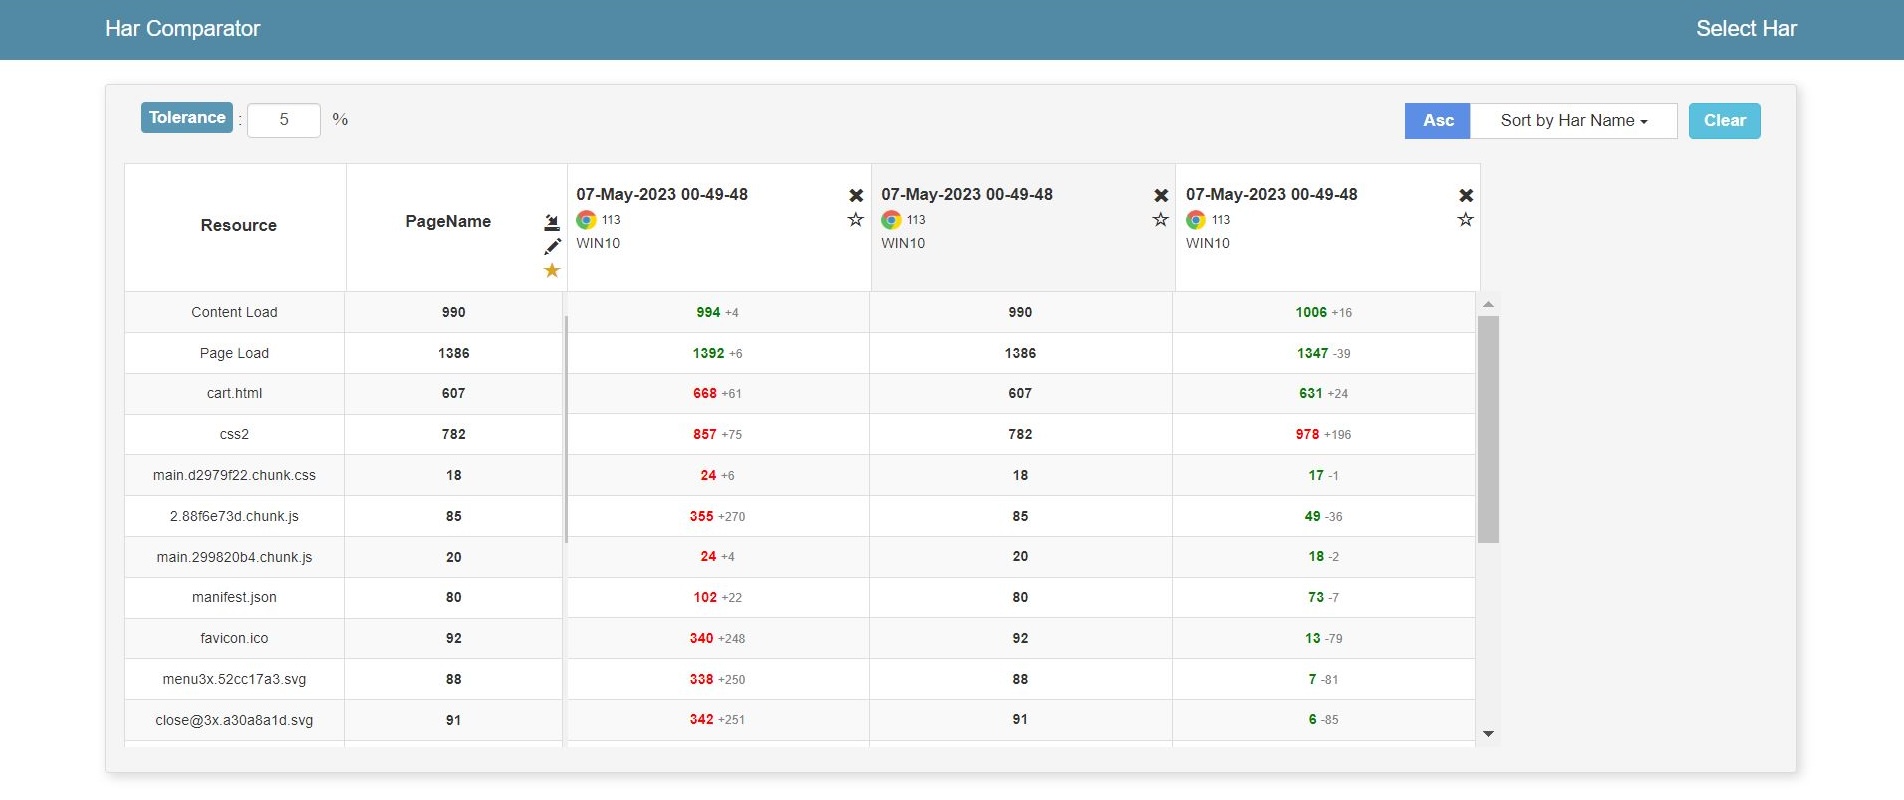 Har Comparator Select Har
Tolerance : 5 % Asc Sort by Har Name Clear
Resource PageName
07-May-2023 00-49-48 07-May-2023 00-49-48 07-May-2023 00-49-48
113 113 113
WIN10 WIN10 WIN10
Content Load 990 994 +4 990 1006 +16
Page Load 1386 1392 +6 1386 1347 -39
cart.html 607 668 +61 607 631 +24
css2 782 857 +75 782 978 +196
main.d2979f22.chunk.css 18 24 +6 18 17 -1
2.88f6e73d.chunk.js 85 355 +270 85 49 -36
main.299820b4.chunk.js 20 24 +4 20 18 -2
manifest.json 80 102 +22 80 73 -7
favicon.ico 92 340 +248 92 13 -79
menu3x.52cc17a3.svg 88 338 +250 88 7 -81
close@3x.a30a8a1d.svg 91 342 +251 91 6 -85